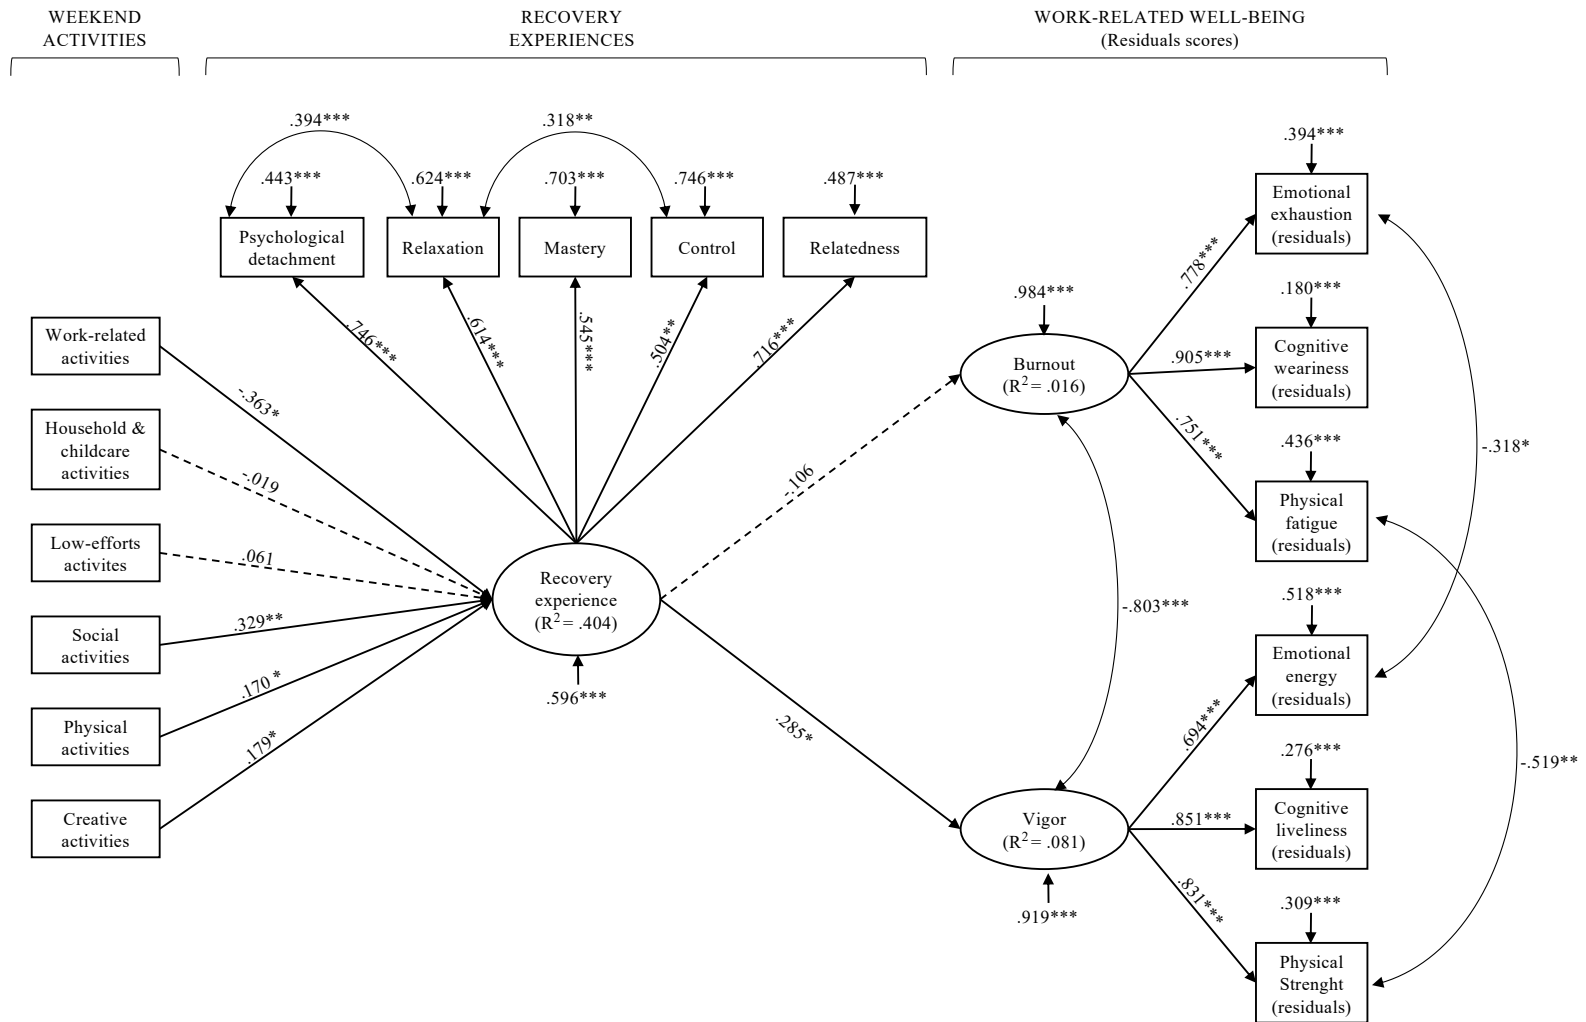 WEEKEND
ACTIVITIES
RECOVERY
EXPERIENCES
WORK-RELATED WELL-BEING
(Residuals scores)
.394***
.318**
.443***
.624***
.703***
.746***
.487***
Psychological
detachment
Relaxation
Mastery
Control
Relatedness
.746***
.614***
.545***
.504**
.716***
Work-related
activities
Household &
childcare
activities
Low-efforts
activites
Social
activities
Physical
activities
Creative
activities
-.363*
-.019
.061
.329**
.170 *
.179*
Recovery
experience
(R2 = .404)
.596***
-.106
.285*
.984***
Burnout
(R2 = .016)
-.803***
Vigor
(R2 = .081)
.919***
.778***
.905***
.751***
.694***
.851***
.831***
.394***
Emotional
exhaustion
(residuals)
.180***
Cognitive
weariness
(residuals)
.436***
Physical
fatigue
(residuals)
.518***
Emotional
energy
(residuals)
.276***
Cognitive
liveliness
(residuals)
.309***
Physical
Strenght
(residuals)
-.318*
-.519**